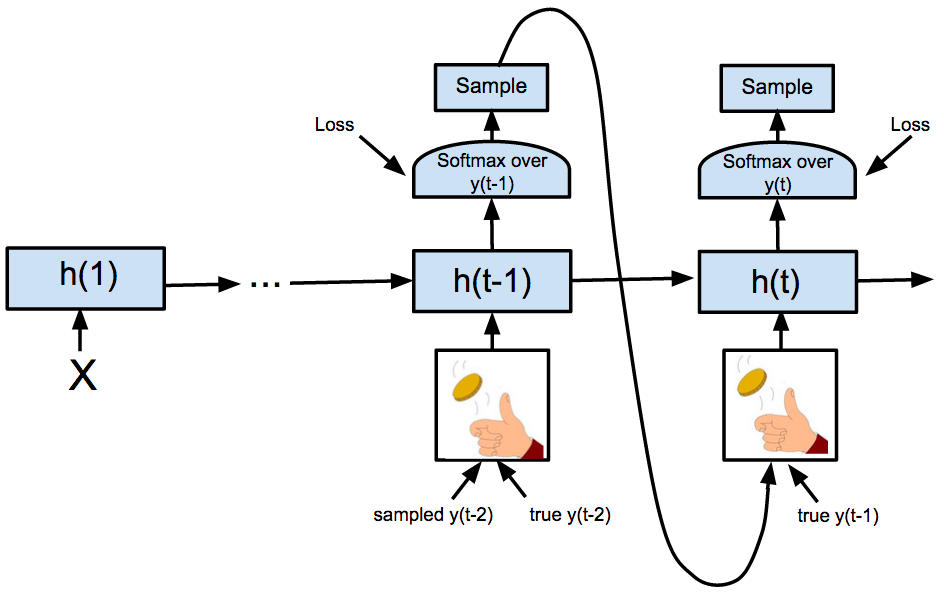 Sample
Sample
Loss
Loss
Softmax over
y(t-1)
Softmax over
y(t)
h(1)
...
h(t-1)
h(t)
X
sampled y(t-2)
true y(t-2)
true y(t-1)